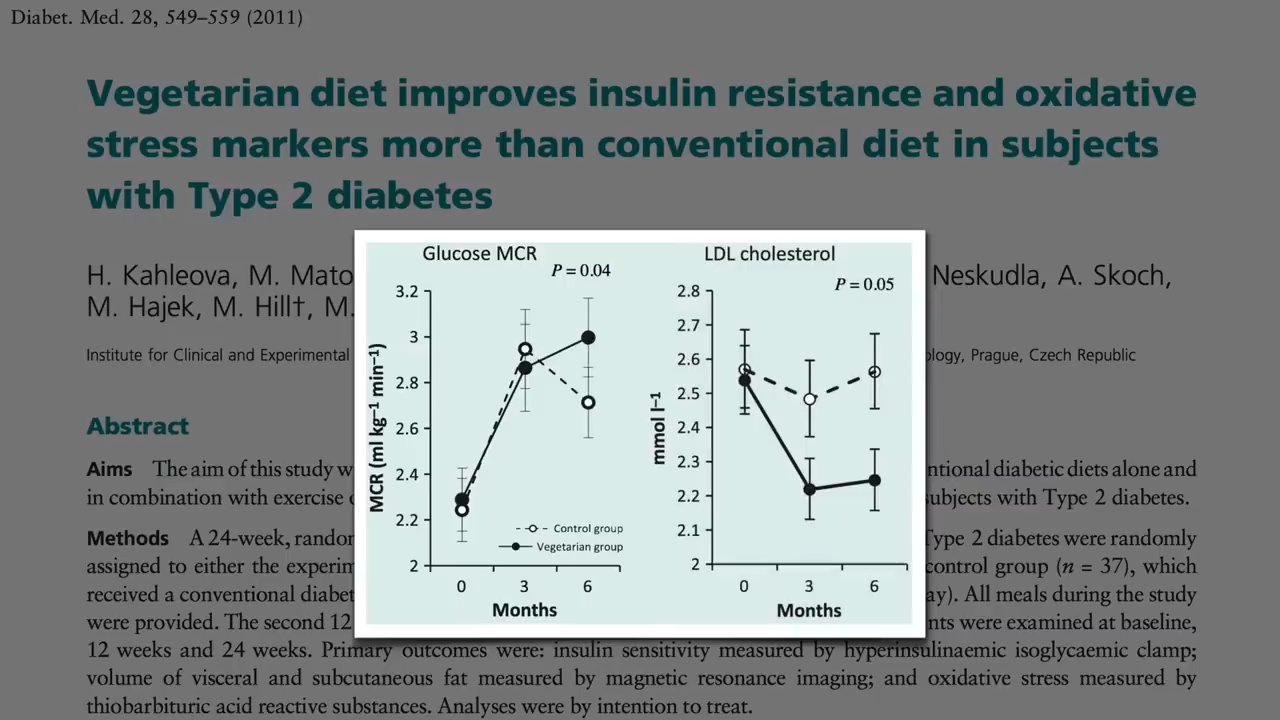 Diabet. Med. 28, 549–559 (2011)
Vegetarian diet improves insulin resistance and oxidative
stress markers more than conventional diet in subjects
with Type 2 diabetes
H. Kahleova, M. Mato
Neskudla, A. Skoch,
M. Hajek, M. Hill†, M.
Institute for Clinical and Experimental
ology, Prague, Czech Republic
Abstract
Aims The aim of this study w
ntional diabetic diets alone and
in combination with exercise
subjects with Type 2 diabetes.
Methods A 24-week, random
Type 2 diabetes were randomly
assigned to either the experim
control group (n = 37), which
received a conventional diabet
ay). All meals during the study
were provided. The second 12
nts were examined at baseline,
12 weeks and 24 weeks. Primary outcomes were: insulin sensitivity measured by hyperinsulinaemic isoglycaemic clamp;
volume of visceral and subcutaneous fat measured by magnetic resonance imaging; and oxidative stress measured by
thiobarbituric acid reactive substances. Analyses were by intention to treat.
Glucose MCR
P = 0.04
MCR (ml kg–1 min–1)
3.2
3
2.8
2.6
2.4
2.2
2
Control group
Vegetarian group
0 3 6
Months
LDL cholesterol
P = 0.05
mmol l–1
2.8
2.7
2.6
2.5
2.4
2.3
2.2
2.1
2
0 3 6
Months